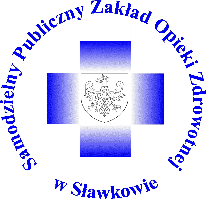 Samodzielny Publiczny Zakład Opieki Zdrowotnej
w Sławkowie